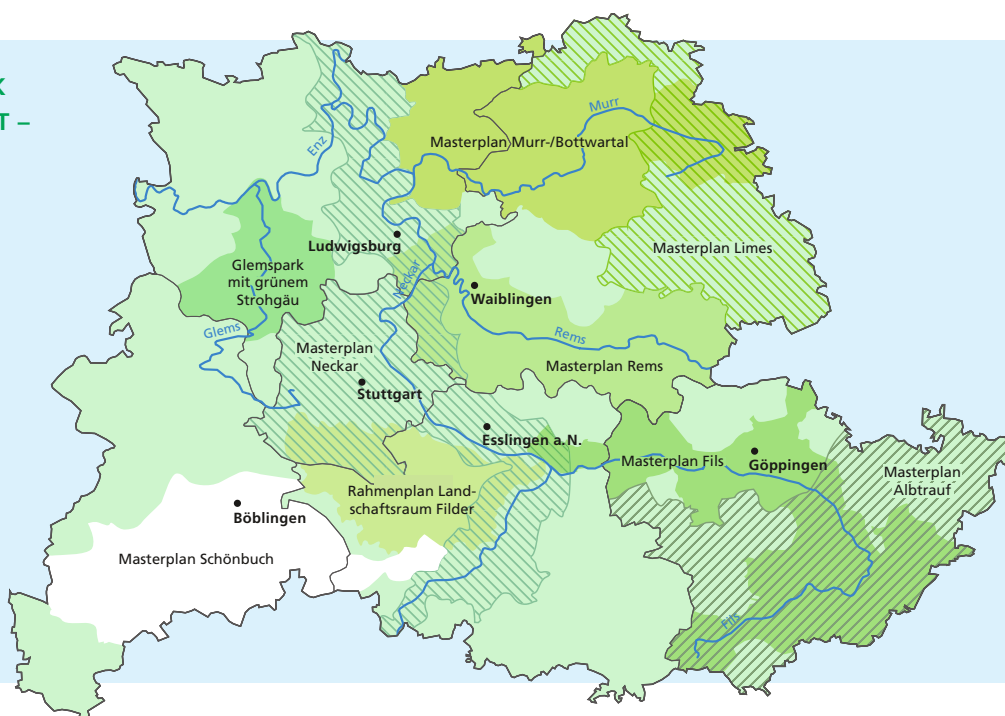 K
T –
Murr
Masterplan Murr-/Bottwartal
Enz
Ludwigsburg
Masterplan Limes
Glemspark
mit grünem
Strohgäu
Neckar
Waiblingen
Glems
Rems
Masterplan
Neckar
Masterplan Rems
Stuttgart
Esslingen a. N.
Masterplan Fils
Göppingen
Masterplan
Albtrauf
Rahmenplan Land-
schaftsraum Filder
Böblingen
Masterplan Schönbuch
Fils